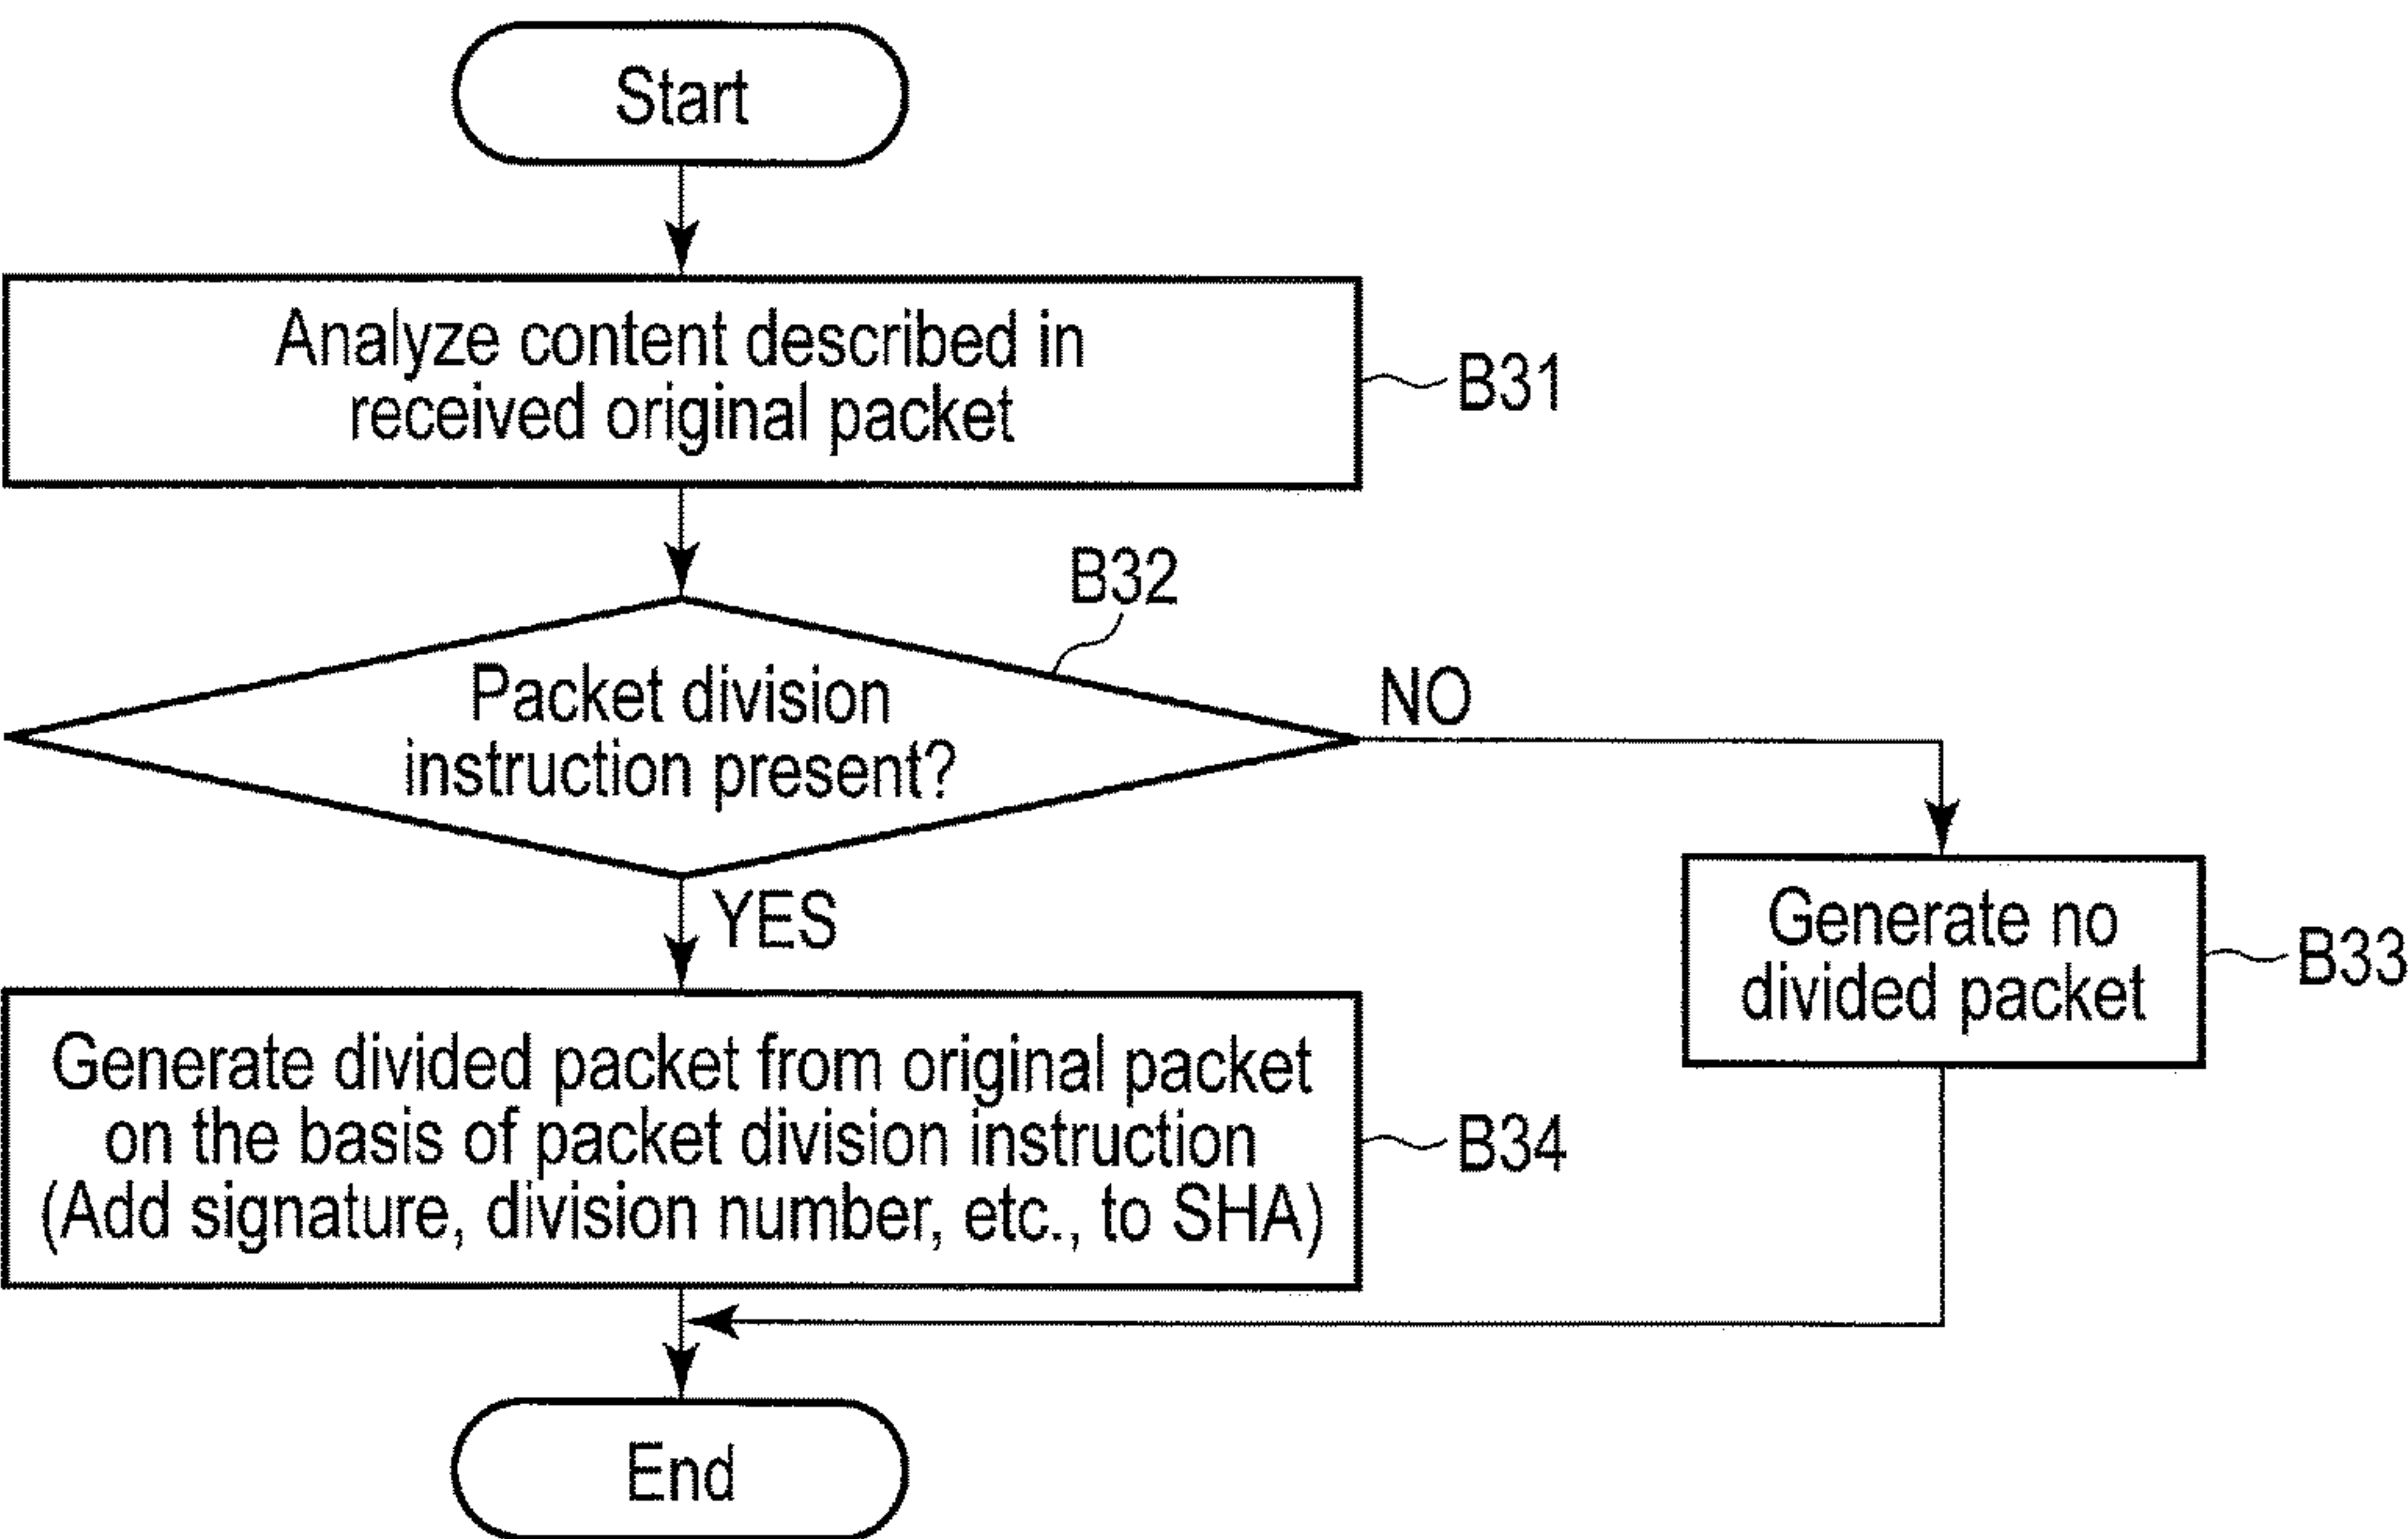 Start
Analyze content described in
received original packet
B31
B32
Packet division
instruction present?
NO
YES
Generate no
divided packet
B33
Generate divided packet from original packet
on the basis of packet division instruction
(Add signature, division number, etc., to SHA)
B34
End